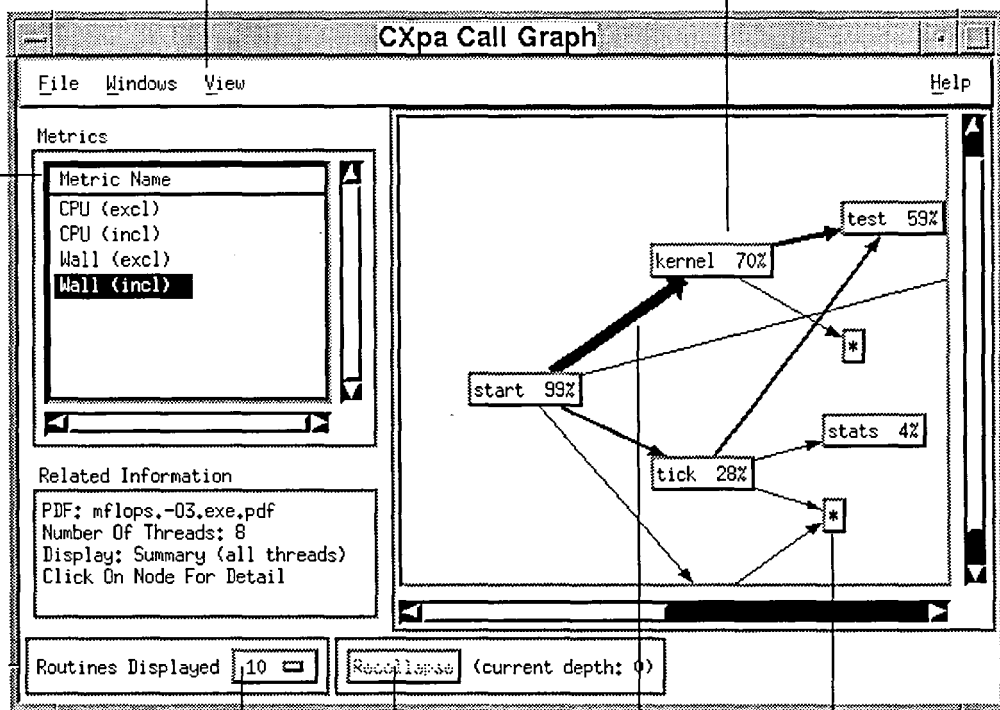 CXpa Call Graph
File Windows View Help
Metrics
Metric Name
CPU (excl)
CPU (incl)
Wall (excl)
Wall (incl)
test 59%
kernel 70%
*
start 99%
stats 4%
tick 28%
*
Related Information
PDF: mflops.-O3.exe.pdf
Number Of Threads: 8
Display: Summary (all threads)
Click On Node For Detail
Routines Displayed 10
Recollapse (current depth: 0)